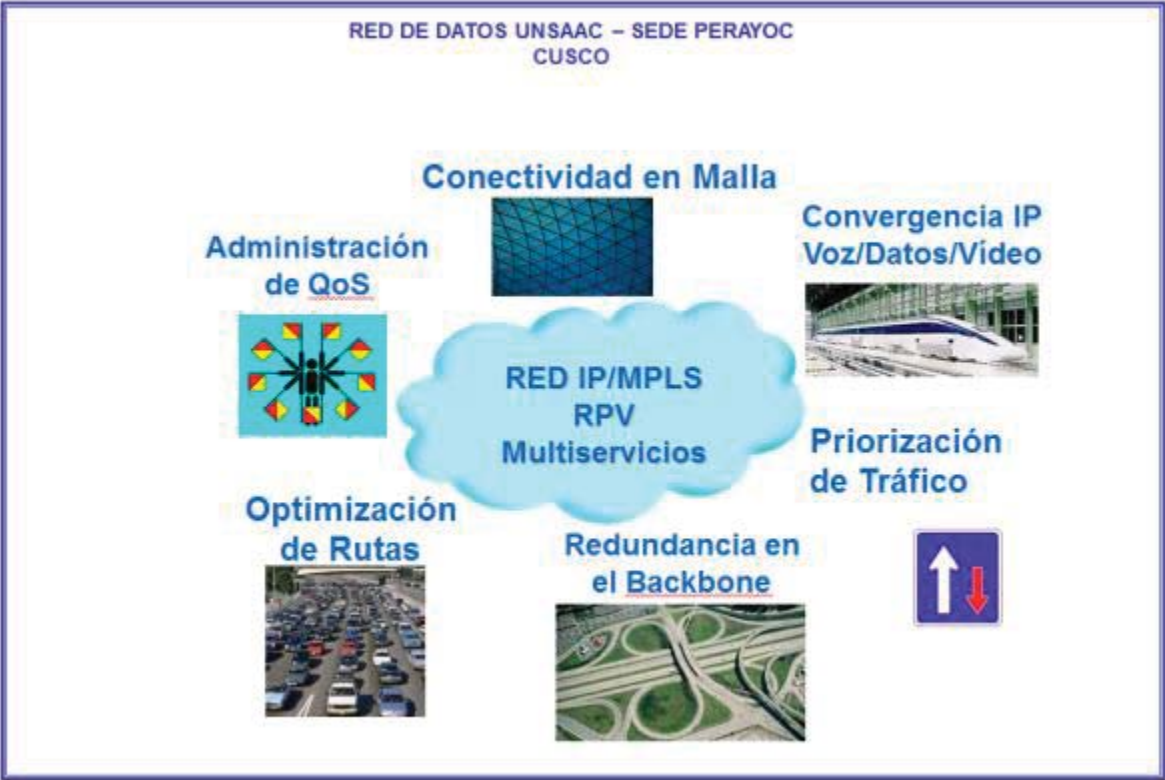 RED DE DATOS UNSAAC – SEDE PERAYOC
CUSCO
Conectividad en Malla
Convergencia IP
Voz/Datos/Video
Administración
de QoS
RED IP/MPLS
RPV
Multiservicios
Priorización
de Tráfico
Optimización
de Rutas
Redundancia en
el Backbone